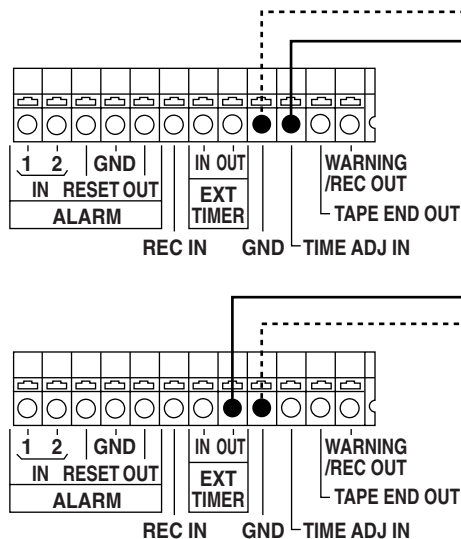 1 2 GND IN OUT WARNING
IN RESET OUT EXT /REC OUT
ALARM TIMER TAPE END OUT
REC IN GND TIME ADJ IN
1 2 GND IN OUT WARNING
IN RESET OUT EXT /REC OUT
ALARM TIMER TAPE END OUT
REC IN GND TIME ADJ IN